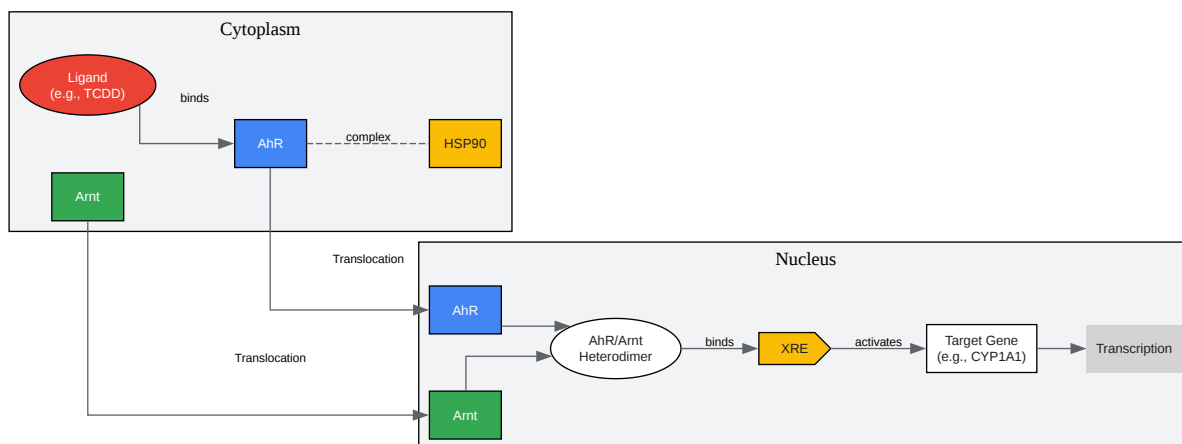 Cytoplasm
Ligand
(e.g., TCDD)
binds
AhR
complex
HSP90
Arnt
Translocation
Nucleus
AhR
Translocation
AhR/Arnt
Heterodimer
binds
XRE
activates
Target Gene
(e.g., CYP1A1)
Transcription
Arnt